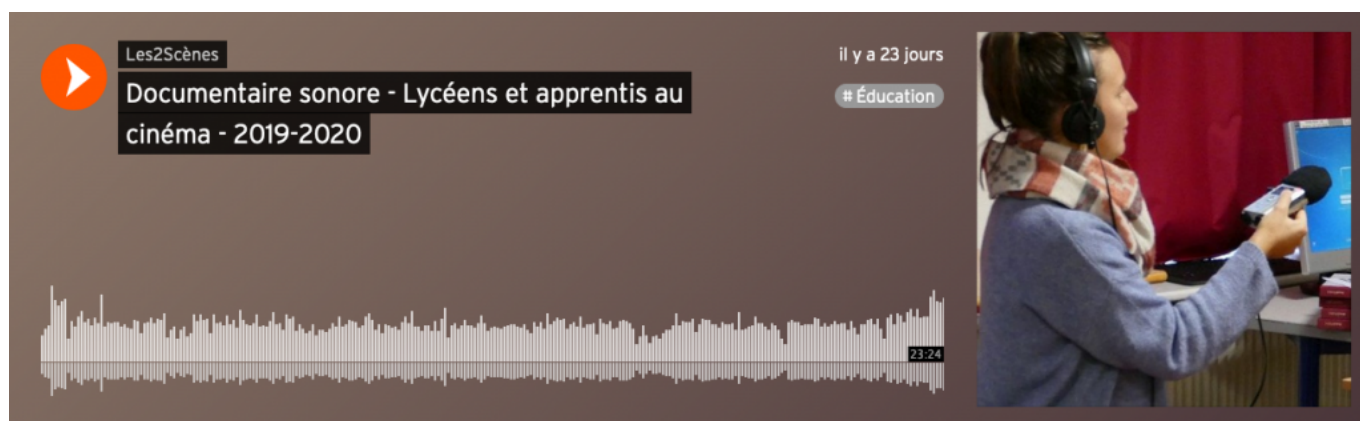 Les2Scènes
il y a 23 jours
Documentaire sonore - Lycéens et apprentis au
cinéma - 2019-2020
# Éducation
23:24